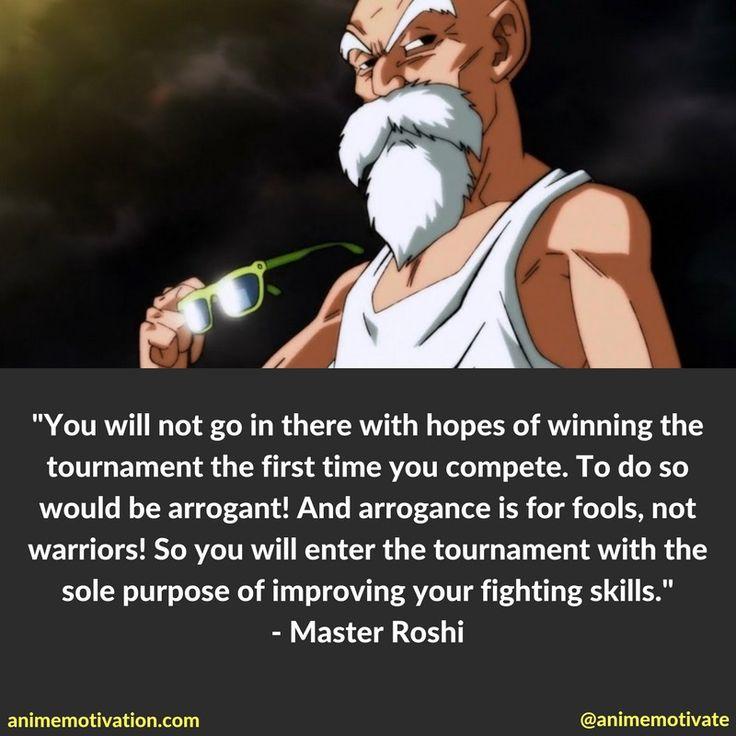 "You will not go in there with hopes of winning the
tournament the first time you compete. To do so
would be arrogant! And arrogance is for fools, not
warriors! So you will enter the tournament with the
sole purpose of improving your fighting skills."
- Master Roshi
animemotivation.com
@animemotivate